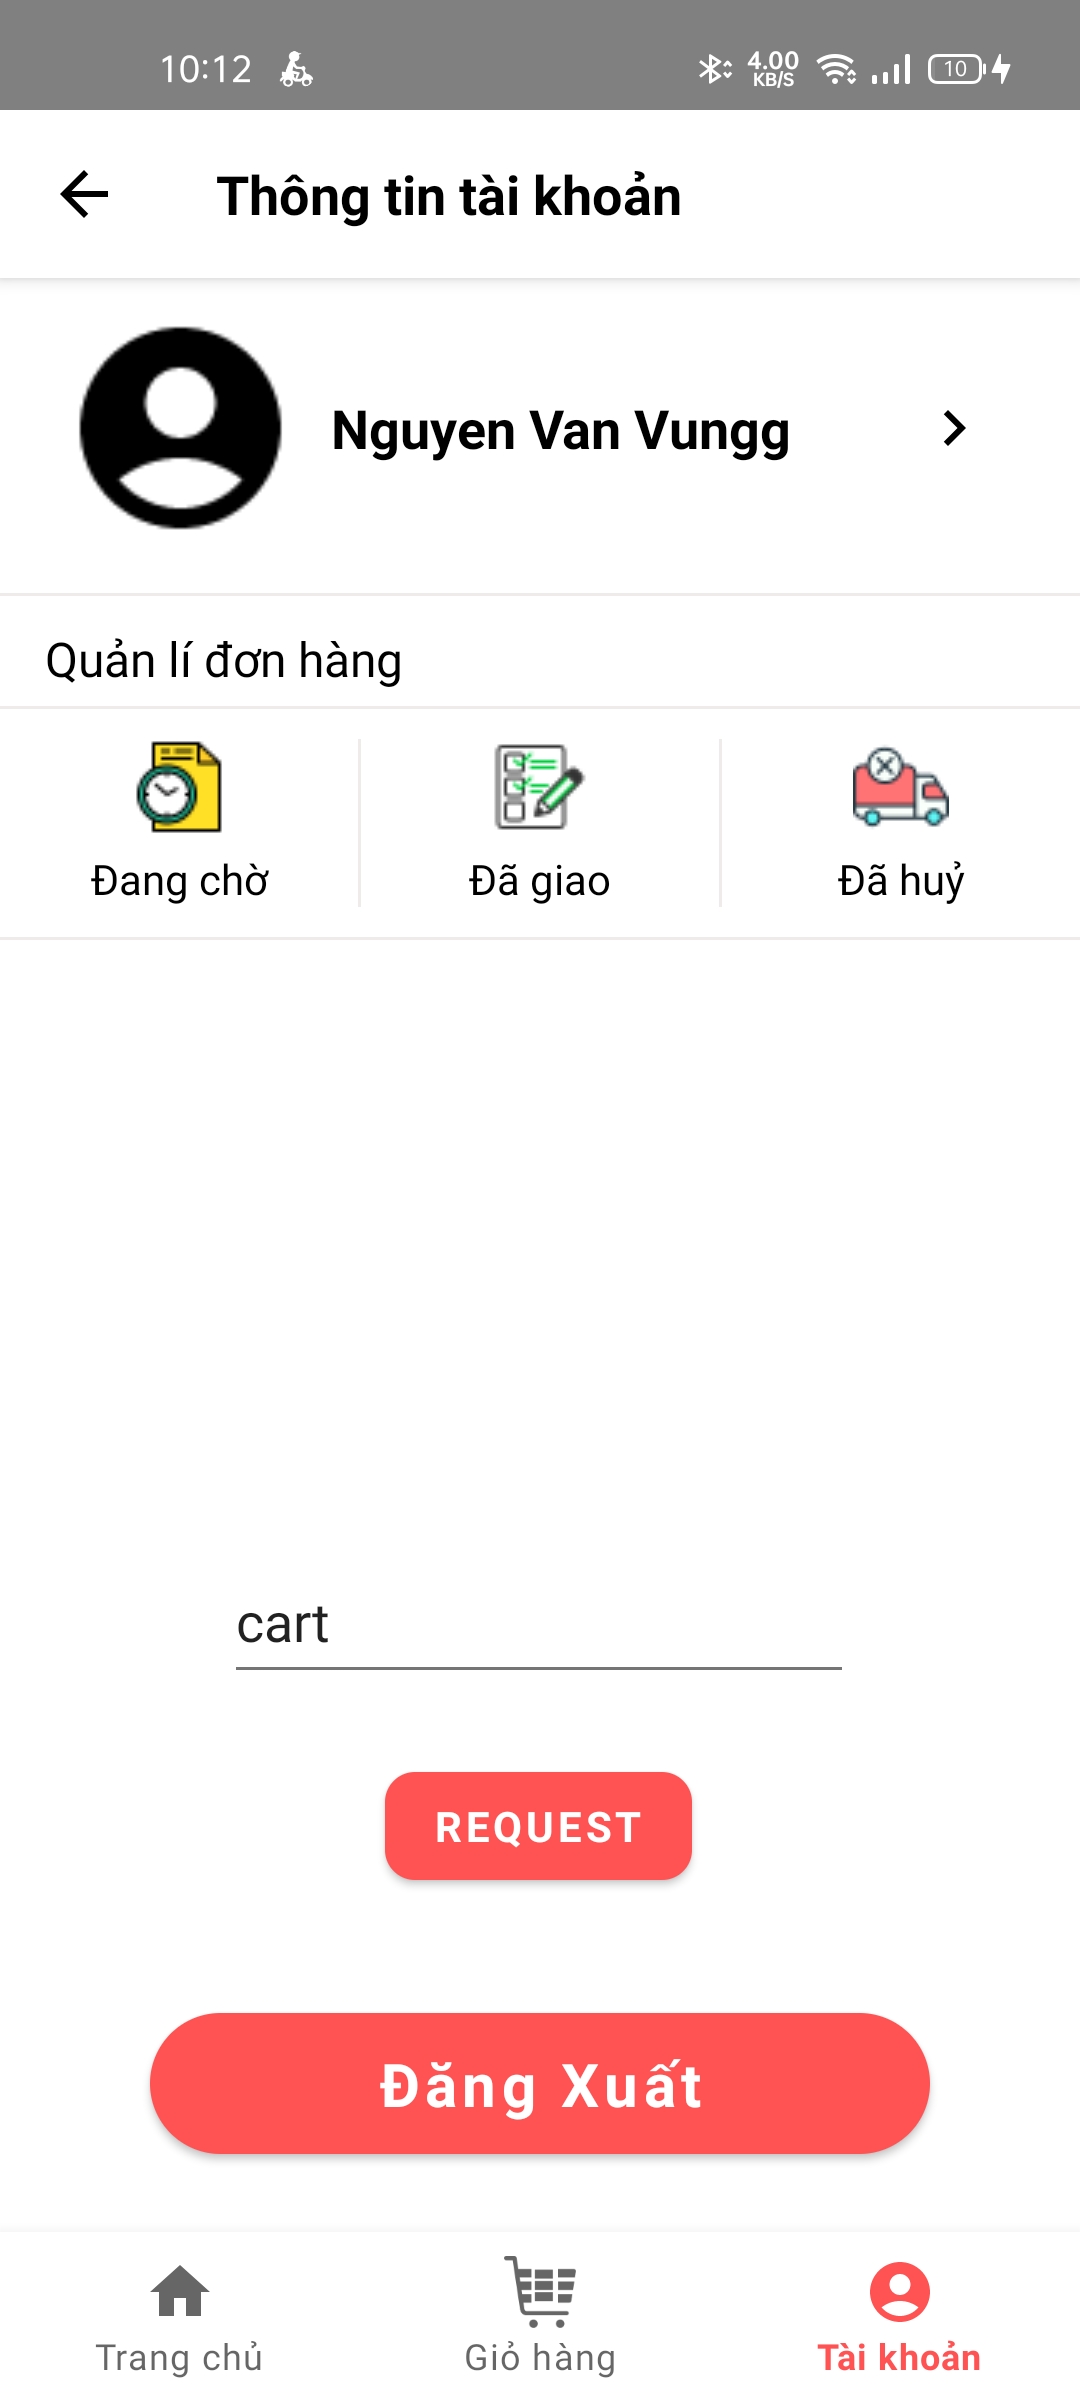 10:12
4.00
KB/S
10
Thông tin tài khoản
Nguyen Van Vungg
Quản lí đơn hàng
Đang chờ
Đã giao
Đã huỷ
cart
REQUEST
Đăng Xuất
Trang chủ
Giỏ hàng
Tài khoản